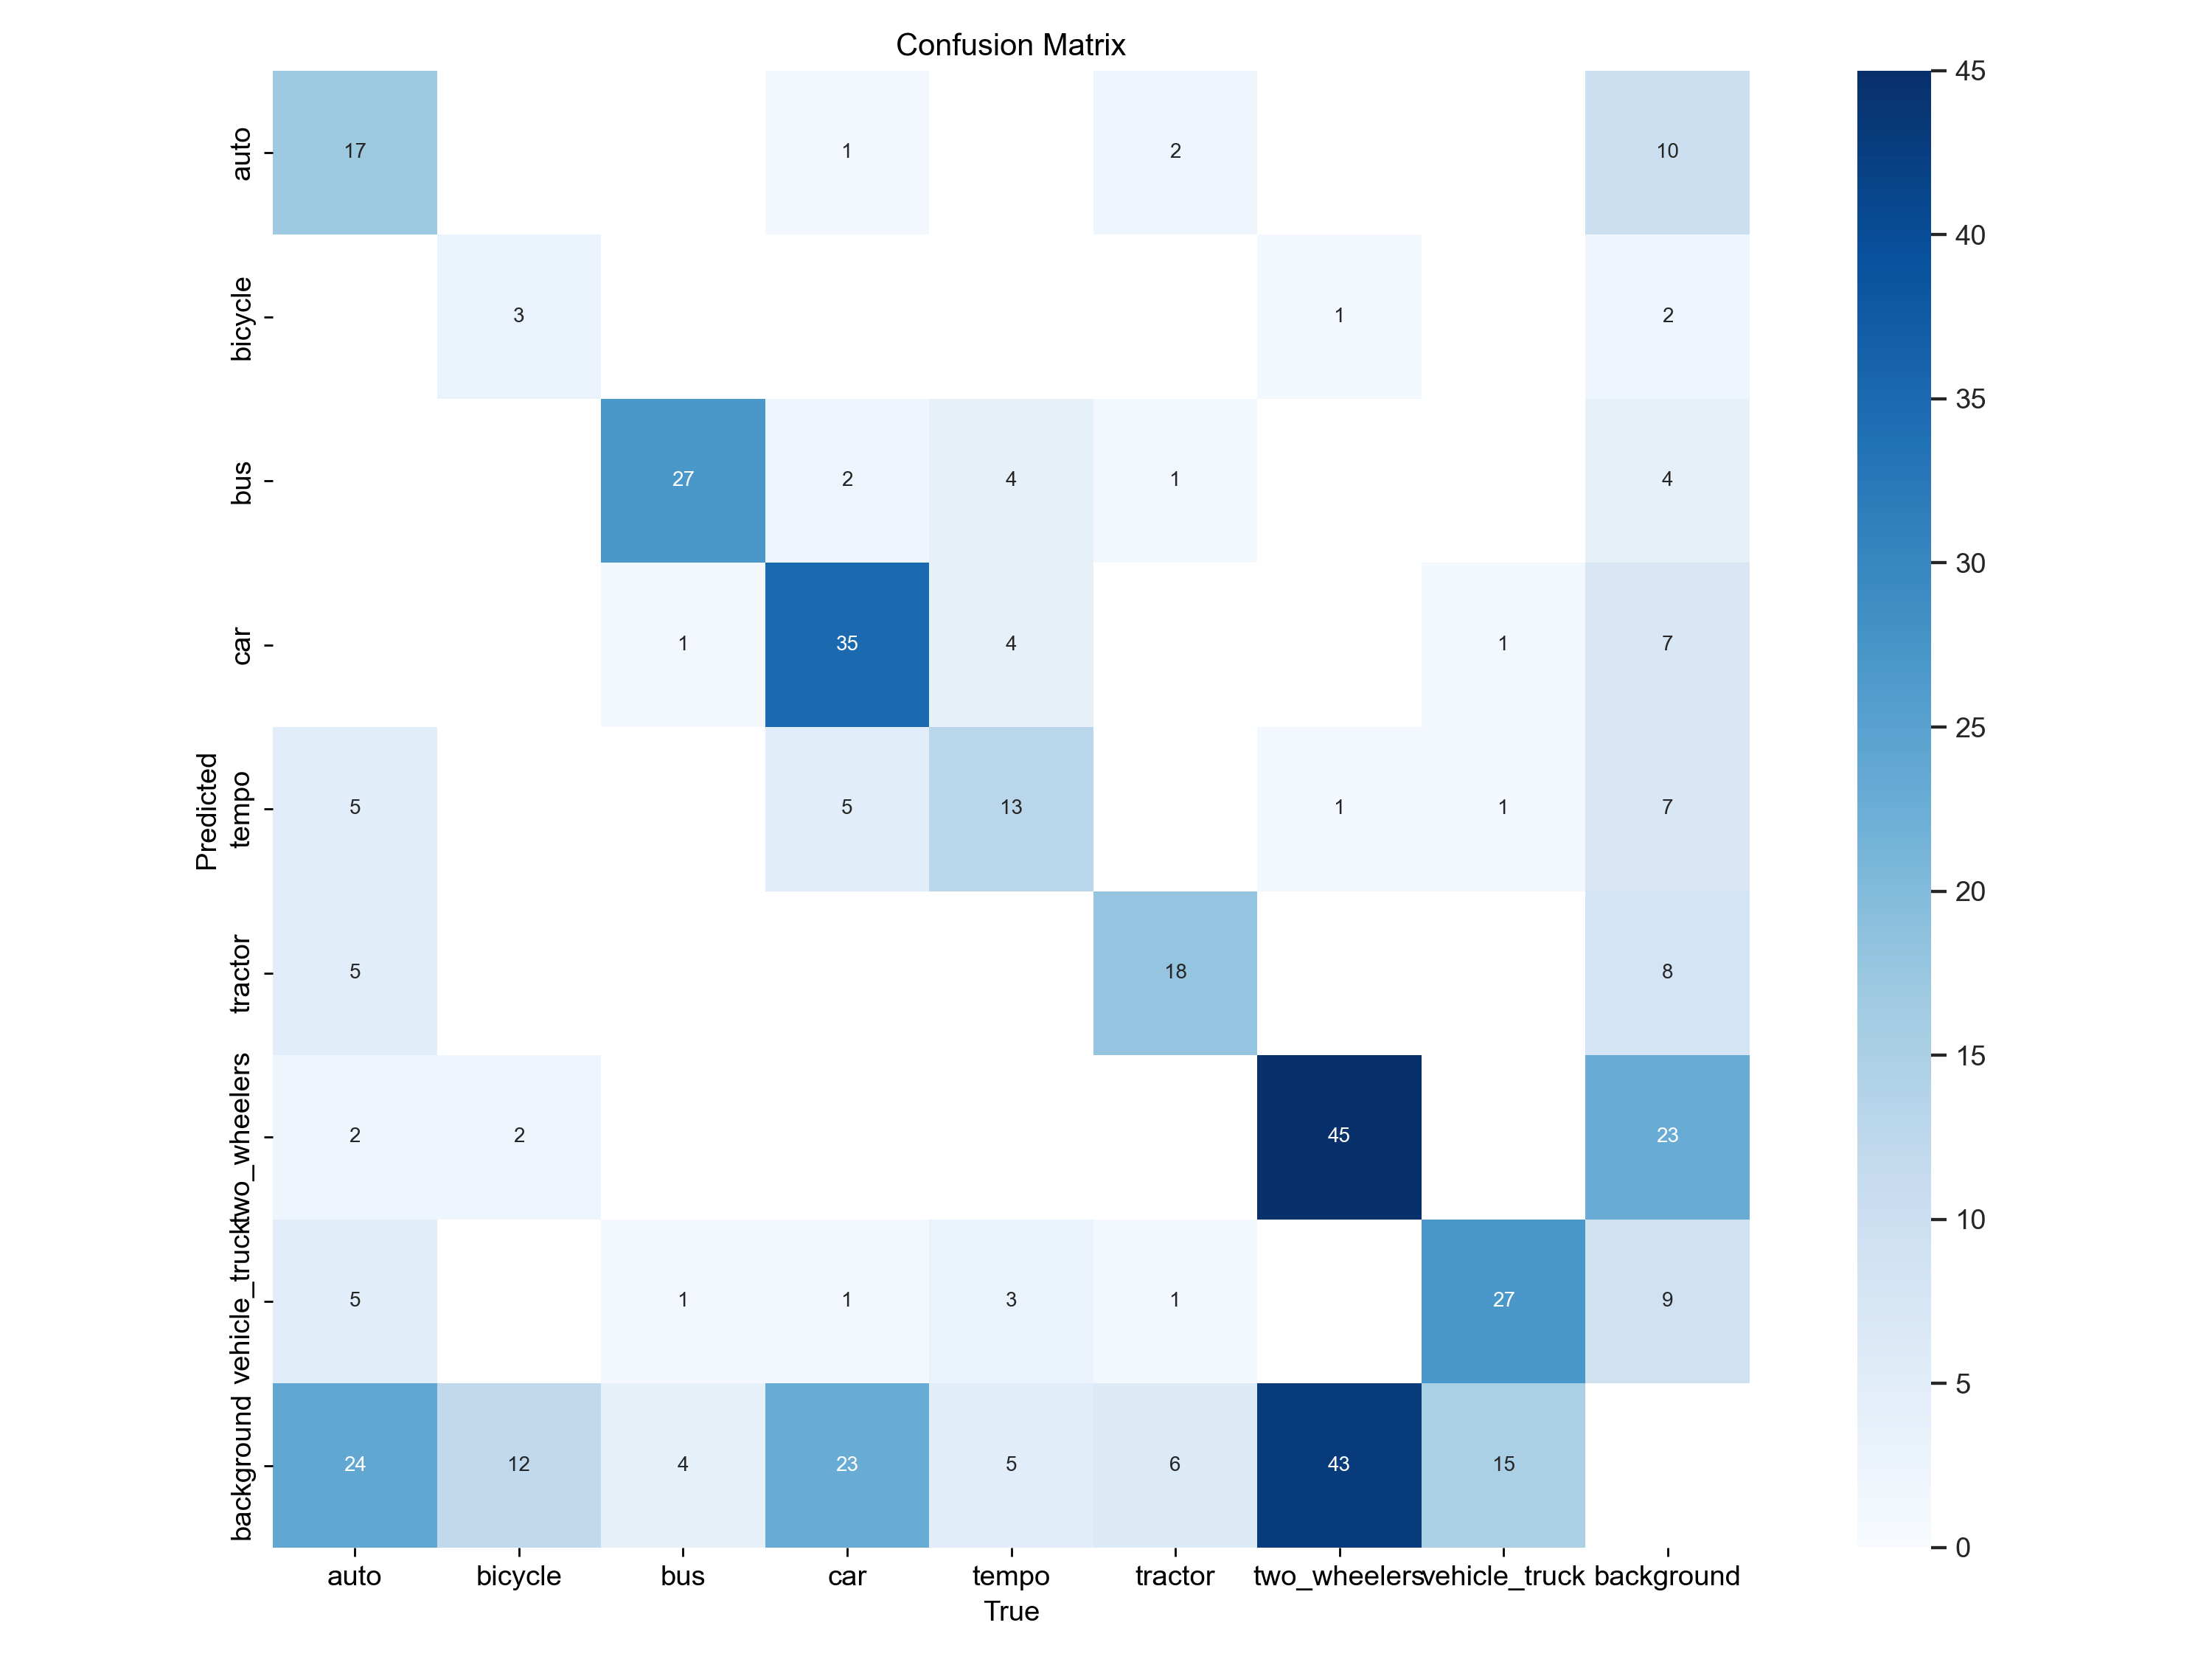 Confusion Matrix
auto 17 1 2 10
bicycle 3 1 2
bus 27 2 4 1 4
car 1 35 4 1 7
tempo 5 5 13 1 1 7
tractor 5 18 8
two_wheelers 2 2 45 23
vehicle_truck 5 1 1 3 1 27 9
background 24 12 4 23 5 6 43 15
Predicted
auto bicycle bus car tempo tractor two_wheelers vehicle_truck background
True
45
40
35
30
25
20
15
10
5
0